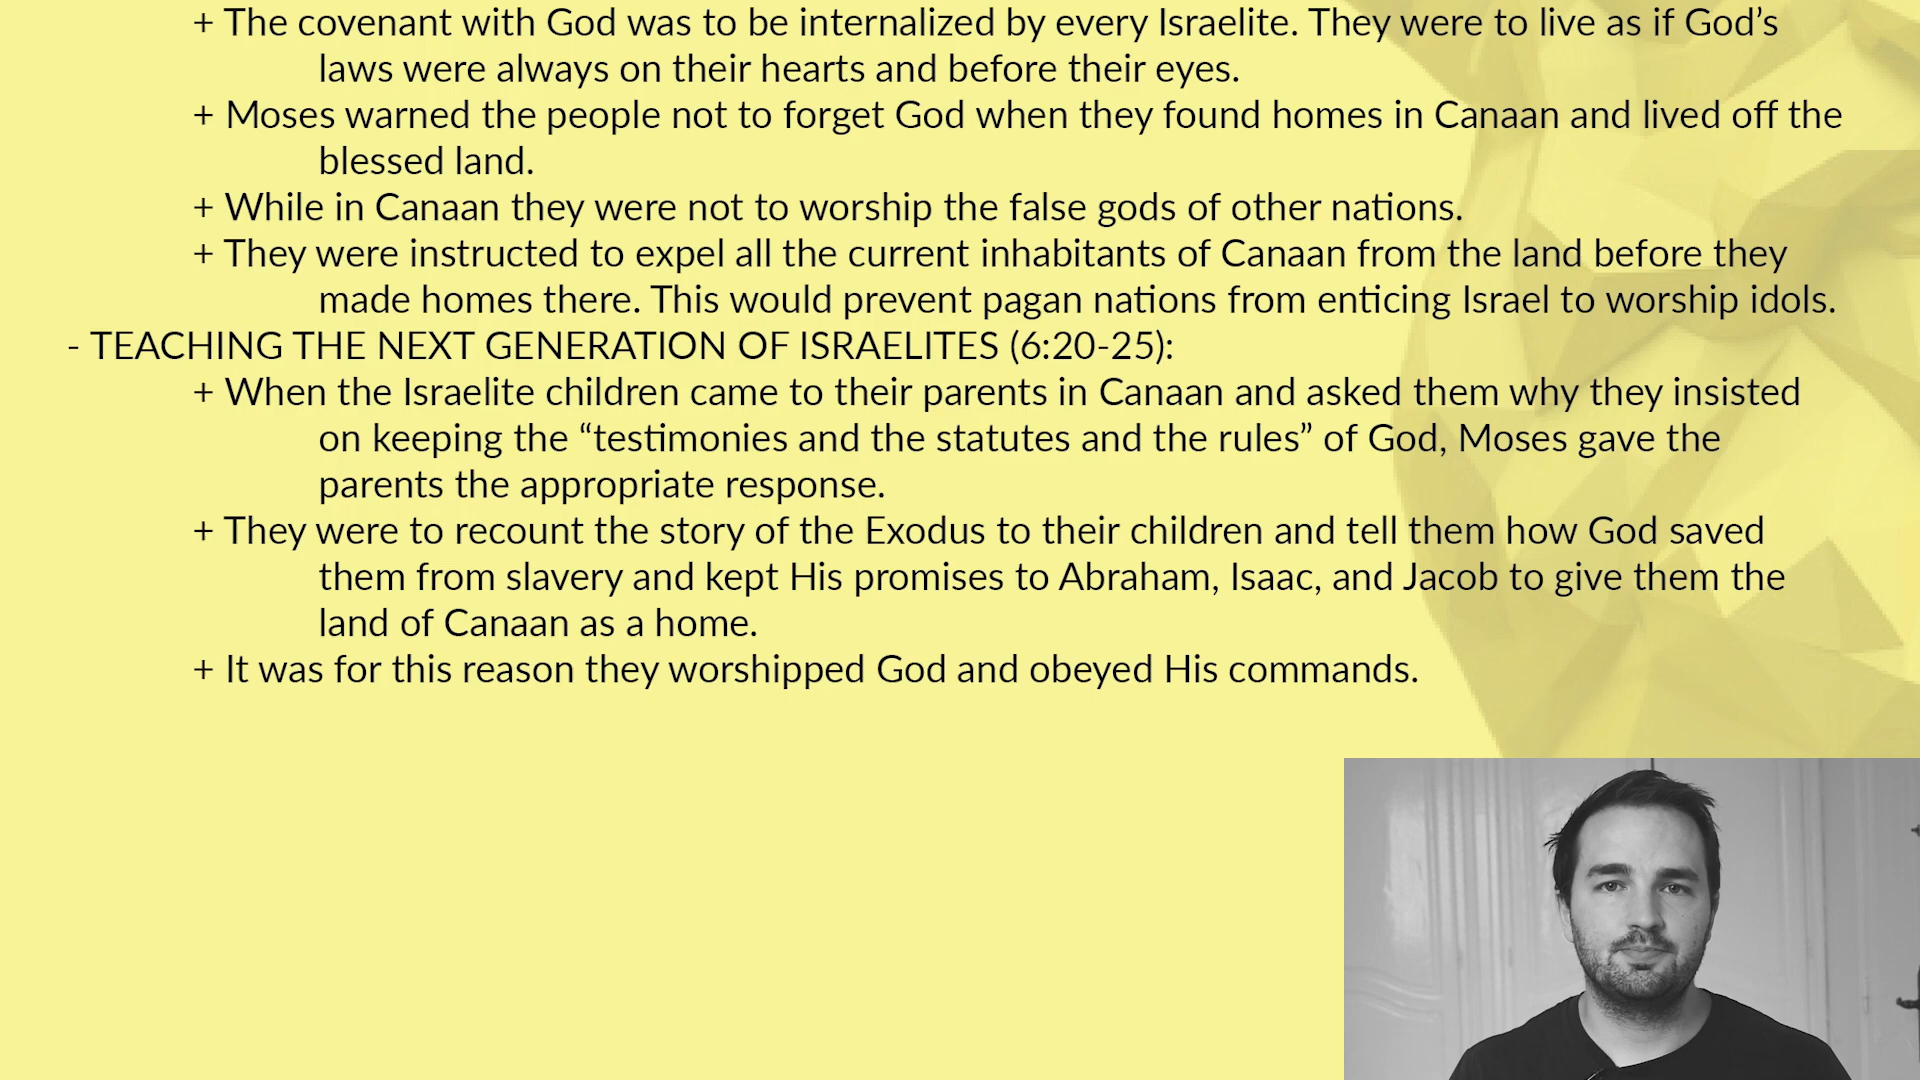 + The covenant with God was to be internalized by every Israelite. They were to live as if God’s
laws were always on their hearts and before their eyes.
+ Moses warned the people not to forget God when they found homes in Canaan and lived off the
blessed land.
+ While in Canaan they were not to worship the false gods of other nations.
+ They were instructed to expel all the current inhabitants of Canaan from the land before they
made homes there. This would prevent pagan nations from enticing Israel to worship idols.
- TEACHING THE NEXT GENERATION OF ISRAELITES (6:20-25):
+ When the Israelite children came to their parents in Canaan and asked them why they insisted
on keeping the “testimonies and the statutes and the rules” of God, Moses gave the
parents the appropriate response.
+ They were to recount the story of the Exodus to their children and tell them how God saved
them from slavery and kept His promises to Abraham, Isaac, and Jacob to give them the
land of Canaan as a home.
+ It was for this reason they worshipped God and obeyed His commands.